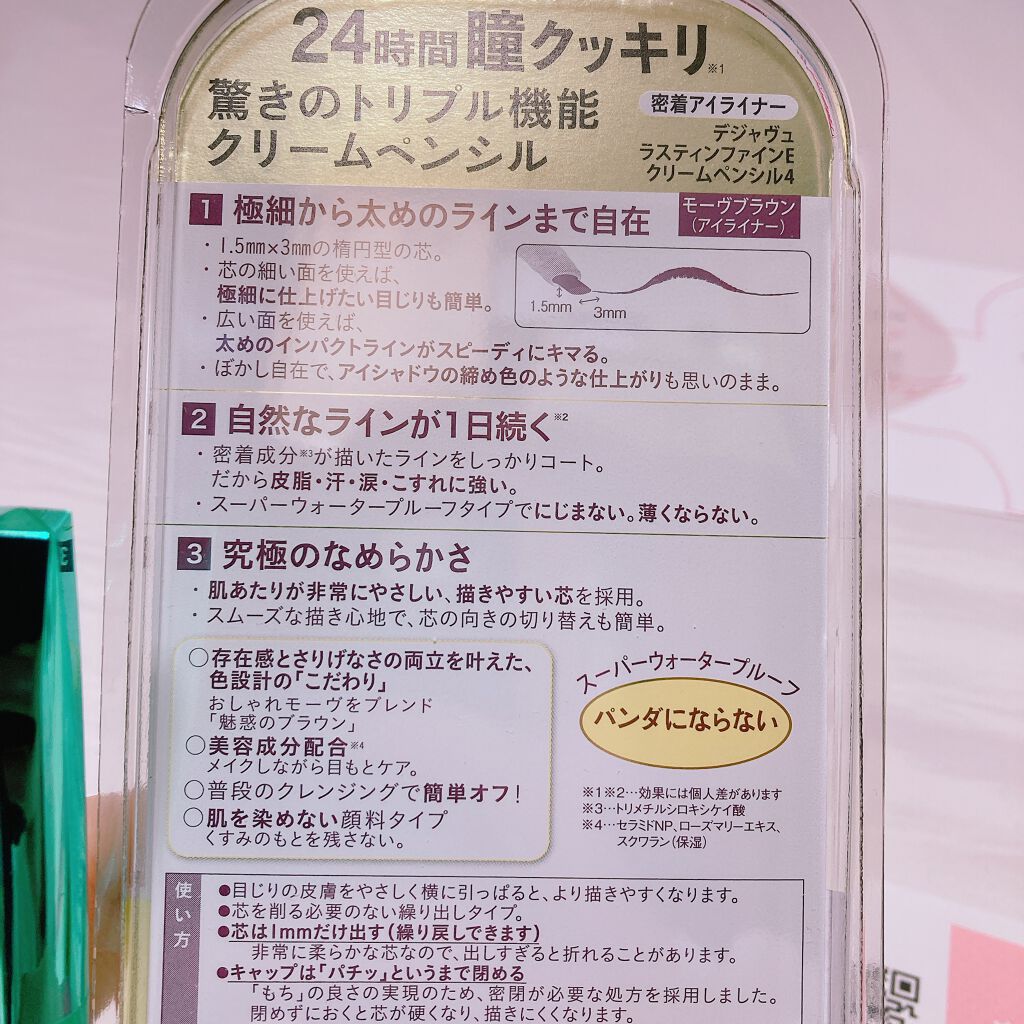 24時間 瞳クッキリ※1
驚きのトリプル機能
クリームペンシル
密着アイライナー
デジャヴュ
ラスティンファインE
クリームペンシル4
1 極細から太めのラインまで自在
モーヴブラウン
(アイライナー)
・1.5mm×3mmの楕円型の芯。
・芯の細い面を使えば、
極細に仕上げたい目じりも簡単。
・広い面を使えば、
太めのインパクトラインがスピーディにキマる。
・ぼかし自在で、アイシャドウの締め色のような仕上がりも思いのまま。
1.5mm
3mm
2 自然なラインが1日続く※2
・密着成分※3が描いたラインをしっかりコート。
だから皮脂・汗・涙・こすれに強い。
・スーパーウォータープルーフタイプでにじまない。薄くならない。
3 究極のなめらかさ
・肌あたりが非常にやさしい、描きやすい芯を採用。
・スムーズな描き心地で、芯の向きの切り替えも簡単。
○存在感とさりげなさの両立を叶えた、
色設計の「こだわり」
おしゃれモーヴをブレンド
「魅惑のブラウン」
○美容成分配合※4
メイクしながら目もとケア。
○普段のクレンジングで簡単オフ!
○肌を染めない顔料タイプ
くすみのもとを残さない。
スーパーウォータープルーフ
パンダにならない
※1※2…効果には個人差があります
※3…トリメチルシロキシケイ酸
※4…セラミドNP、ローズマリーエキス、
スクワラン(保湿)
使い方
●目じりの皮膚をやさしく横に引っぱると、より描きやすくなります。
●芯を削る必要のない繰り出しタイプ。
●芯は1mmだけ出す(繰り戻しできます)
非常に柔らかな芯なので、出しすぎると折れることがあります。
●キャップは「パチッ」というまで閉める
「もち」の良さの実現のため、密閉が必要な処方を採用しました。
閉めずにおくと芯が硬くなり、描きにくくなります。